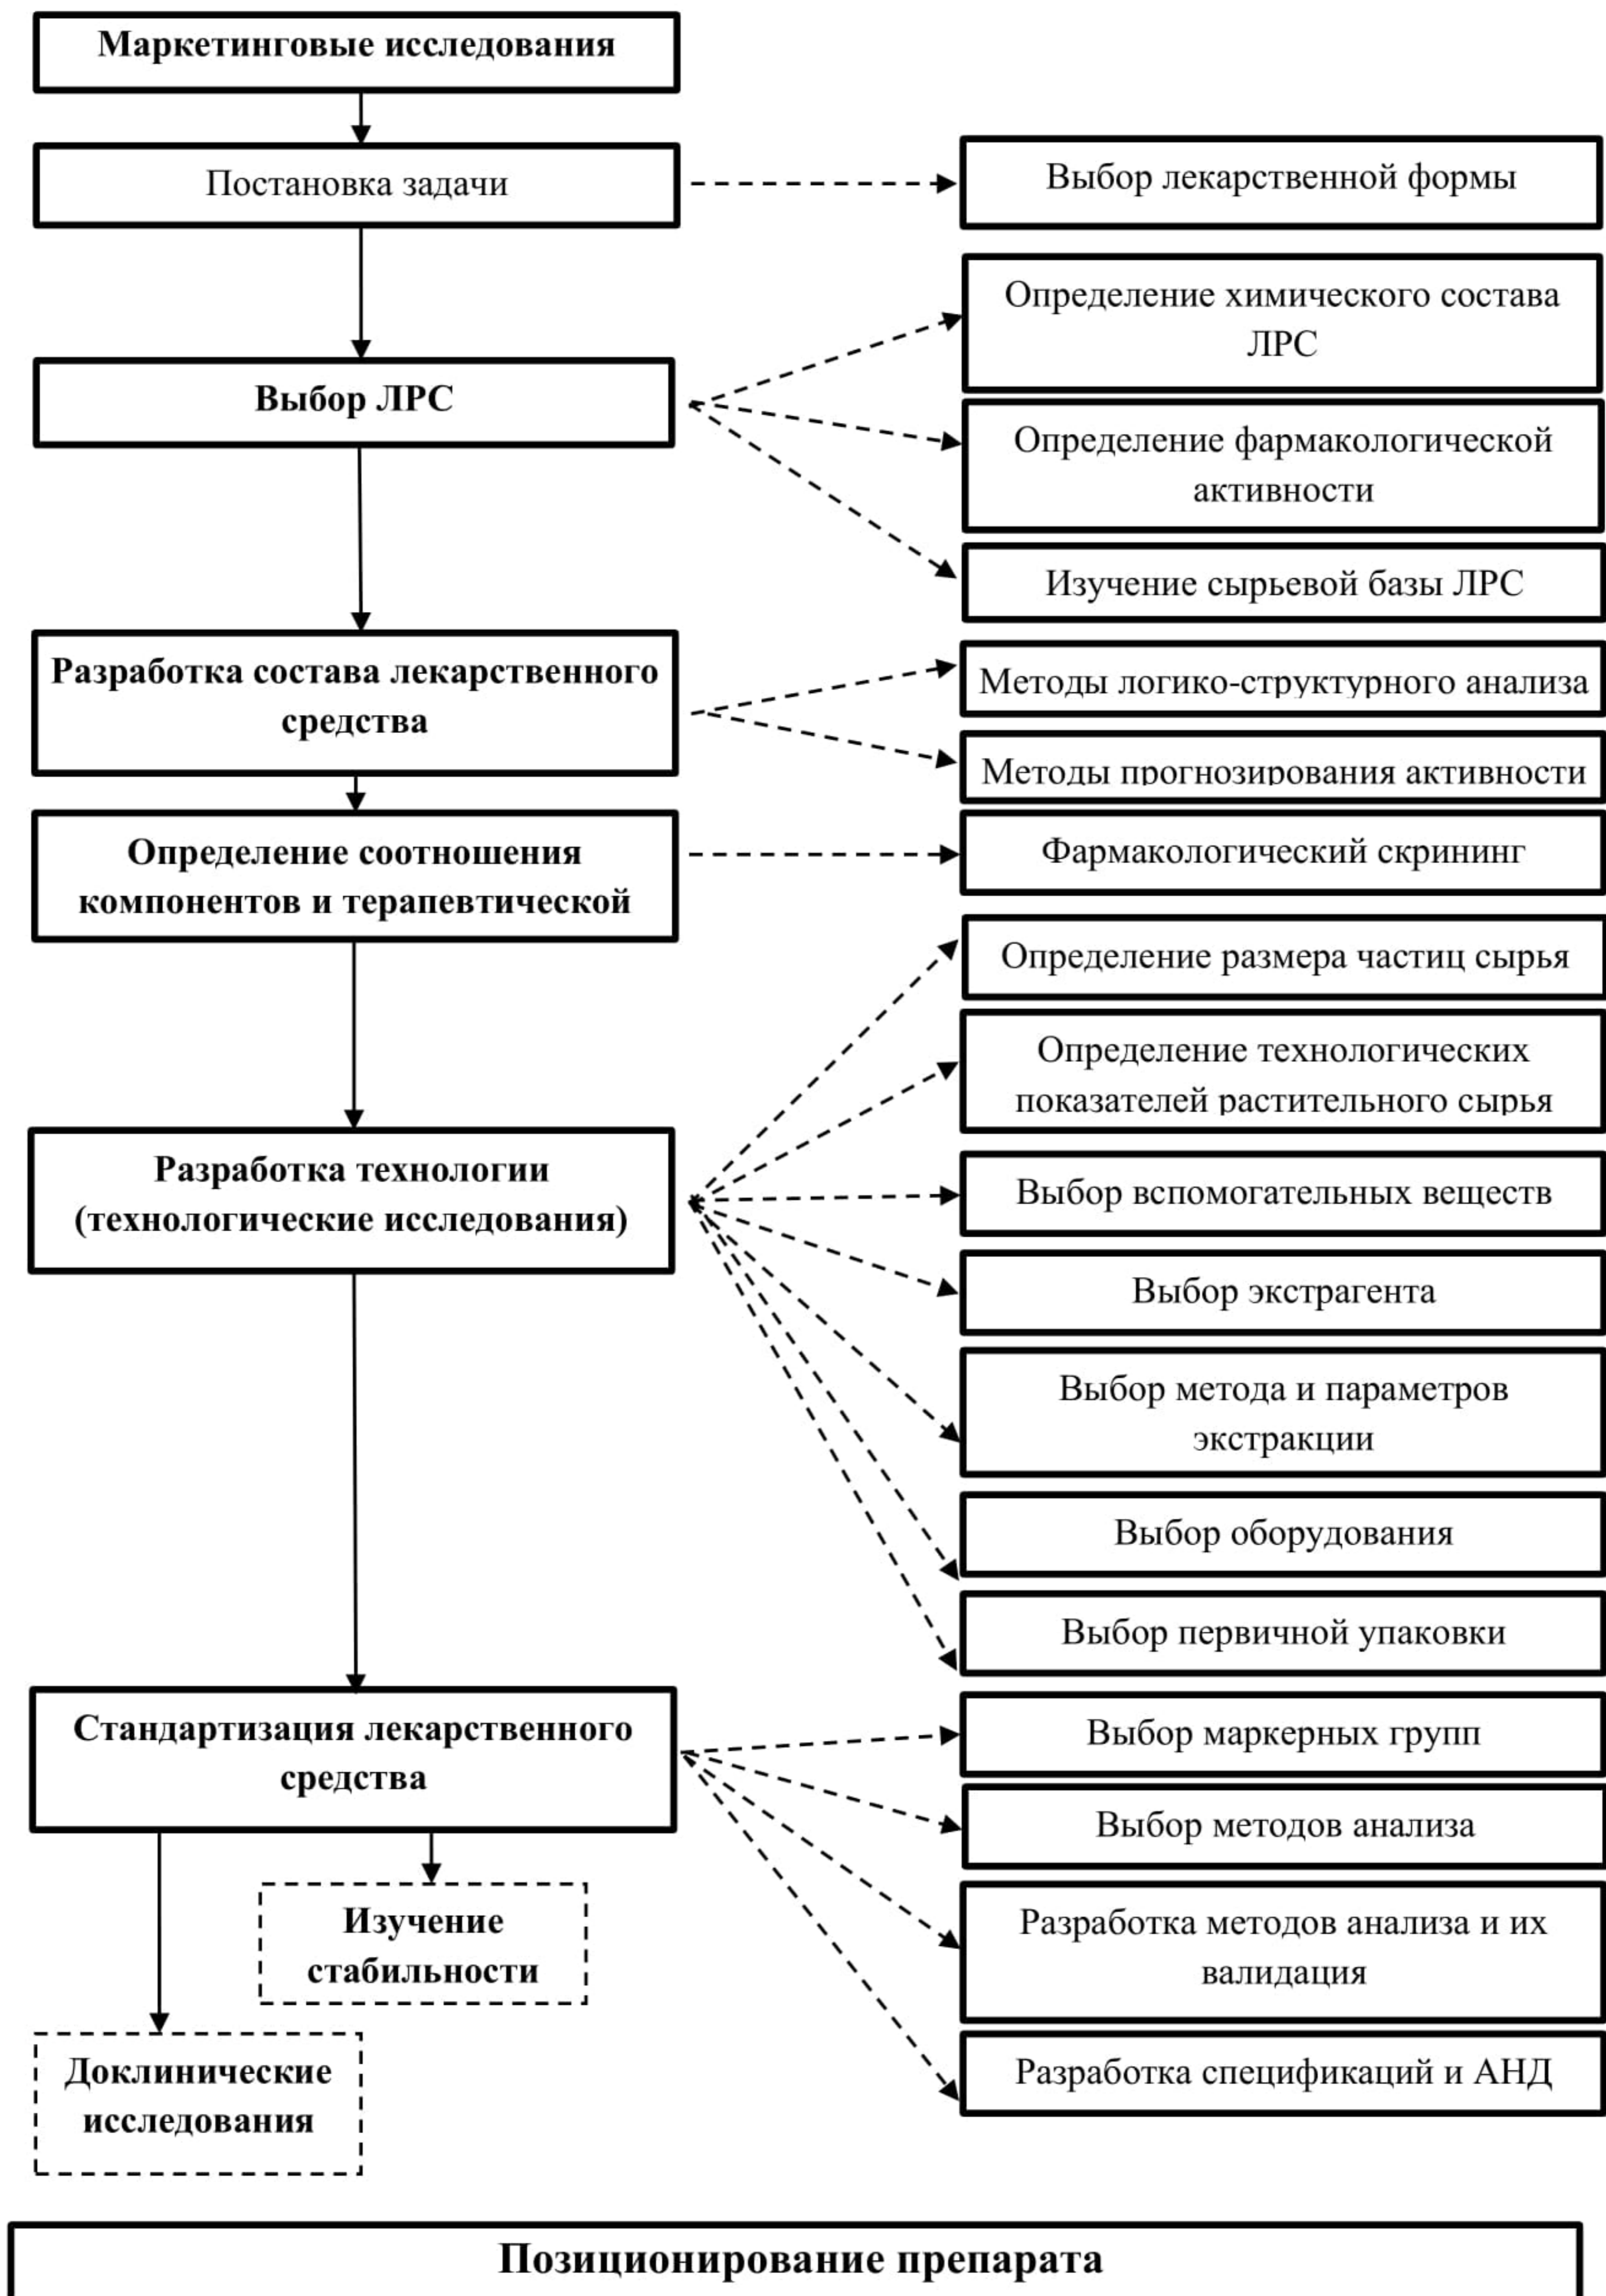 Маркетинговые исследования
Постановка задачи
Выбор лекарственной формы
Выбор ЛРС
Определение химического состава
ЛРС
Определение фармакологической
активности
Изучение сырьевой базы ЛРС
Разработка состава лекарственного
средства
Методы логико-структурного анализа
Методы прогнозирования активности
Определение соотношения
компонентов и терапевтической
Фармакологический скрининг
Разработка технологии
(технологические исследования)
Определение размера частиц сырья
Определение технологических
показателей растительного сырья
Выбор вспомогательных веществ
Выбор экстрагента
Выбор метода и параметров
экстракции
Выбор оборудования
Выбор первичной упаковки
Стандартизация лекарственного
средства
Выбор маркерных групп
Выбор методов анализа
Разработка методов анализа и их
валидация
Разработка спецификаций и АНД
Изучение
стабильности
Доклинические
исследования
Позиционирование препарата